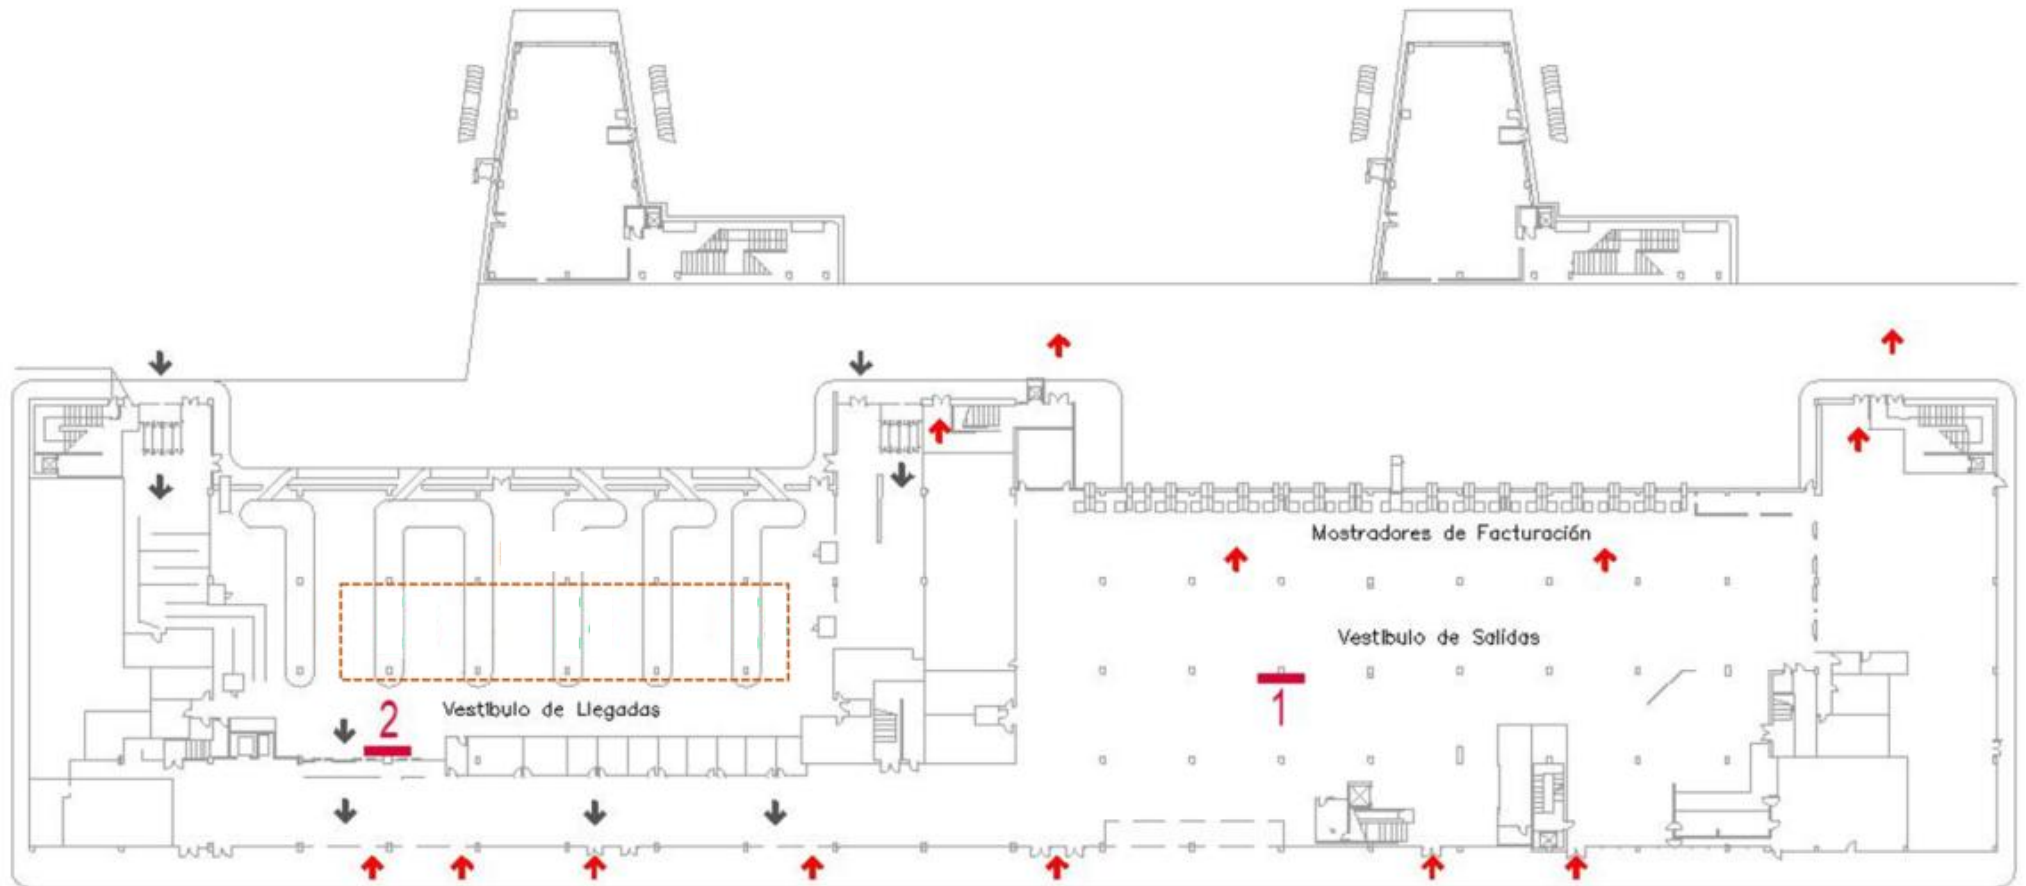 Mostradores de Facturación
Vestíbulo de Salidas
1
2
Vestíbulo de Llegadas